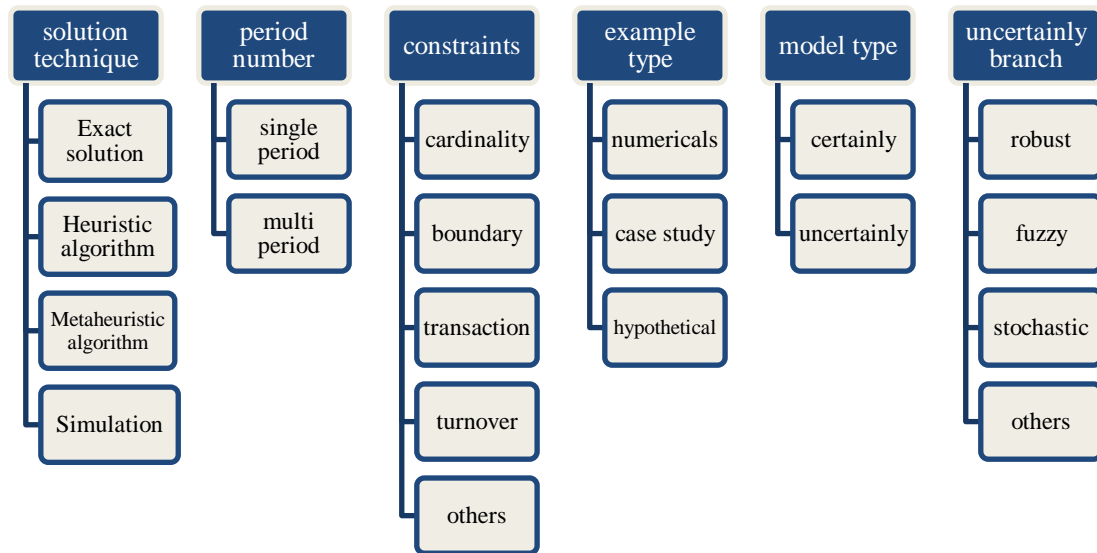 solution
technique
Exact
solution
Heuristic
algorithm
Metaheuristic
algorithm
Simulation
period
number
single
period
multi
period
constraints
cardinality
boundary
transaction
turnover
others
example
type
numericals
case study
hypothetical
model type
certainly
uncertainly
uncertainly
branch
robust
fuzzy
stochastic
others